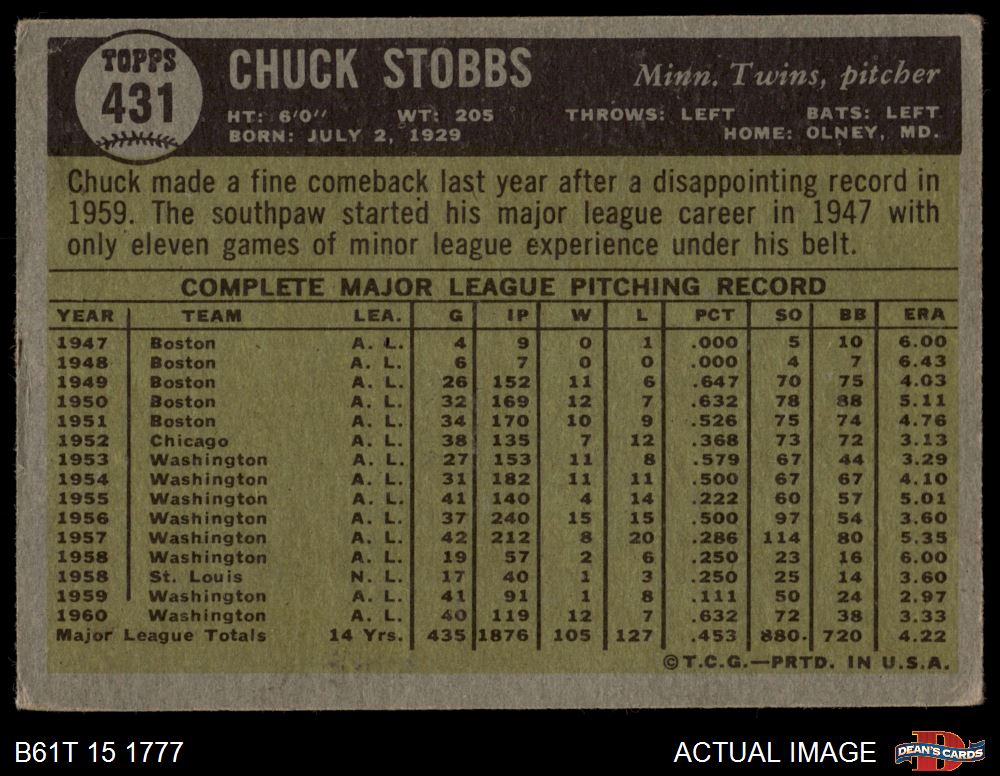 TOPPS
431
CHUCK STOBBS
Minn. Twins, pitcher
HT: 6'0" WT: 205 THROWS: LEFT BATS: LEFT
BORN: JULY 2, 1929 HOME: OLNEY, MD.
Chuck made a fine comeback last year after a disappointing record in
1959. The southpaw started his major league career in 1947 with
only eleven games of minor league experience under his belt.
COMPLETE MAJOR LEAGUE PITCHING RECORD
YEAR TEAM LEA. G IP W L PCT SO BB ERA
1947 Boston A. L. 4 9 0 1 .000 5 10 6.00
1948 Boston A. L. 6 7 0 0 .000 4 7 6.43
1949 Boston A. L. 26 152 11 6 .647 70 75 4.03
1950 Boston A. L. 32 169 12 7 .632 78 88 5.11
1951 Boston A. L. 34 170 10 9 .526 75 74 4.76
1952 Chicago A. L. 38 135 7 12 .368 73 72 3.13
1953 Washington A. L. 27 153 11 8 .579 67 44 3.29
1954 Washington A. L. 31 182 11 11 .500 67 67 4.10
1955 Washington A. L. 41 140 4 14 .222 60 57 5.01
1956 Washington A. L. 37 240 15 15 .500 97 54 3.60
1957 Washington A. L. 42 212 8 20 .286 114 80 5.35
1958 Washington A. L. 19 57 2 6 .250 23 16 6.00
1958 St. Louis N. L. 17 40 1 3 .250 25 14 3.60
1959 Washington A. L. 41 91 1 8 .111 50 24 2.97
1960 Washington A. L. 40 119 12 7 .632 72 38 3.33
Major League Totals 14 Yrs. 435 1876 105 127 .453 880 720 4.22
©T.C.G.—PRTD. IN U.S.A.
B61T 15 1777 ACTUAL IMAGE DEAN'S CARDS